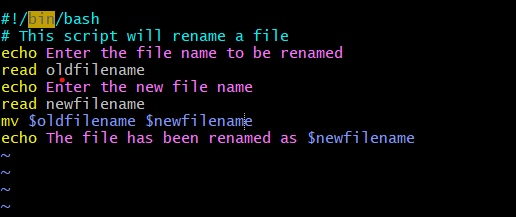 #!/bin/bash
# This script will rename a file
echo Enter the file name to be renamed
read oldfilename
echo Enter the new file name
read newfilename
mv $oldfilename $newfilename
echo The file has been renamed as $newfilename
~
~
~
~